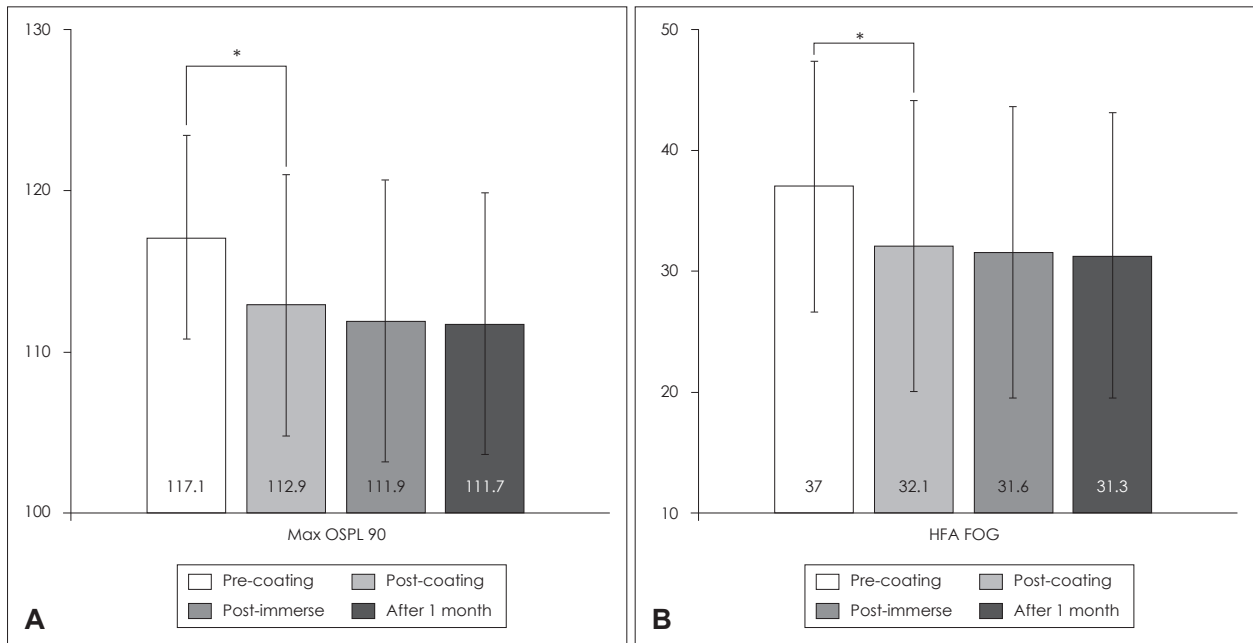 130
120
110
100
*
117.1 112.9 111.9 111.7
Max OSPL 90
Pre-coating Post-coating
Post-immerse After 1 month
A
50
40
30
20
10
*
37 32.1 31.6 31.3
HFA FOG
Pre-coating Post-coating
Post-immerse After 1 month
B